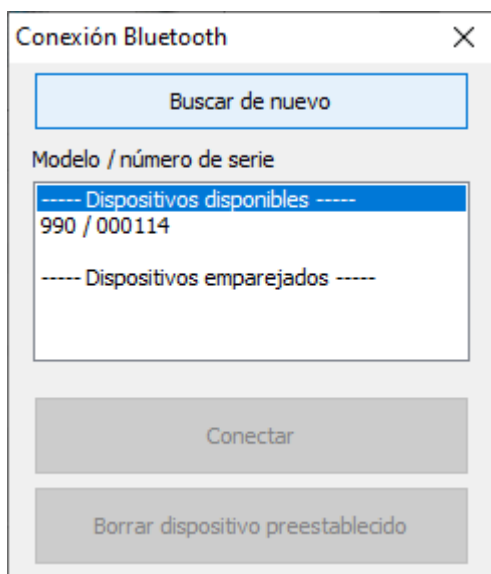 Conexión Bluetooth
Buscar de nuevo
Modelo / número de serie
----- Dispositivos disponibles -----
990 / 000114
----- Dispositivos emparejados -----
Conectar
Borrar dispositivo preestablecido